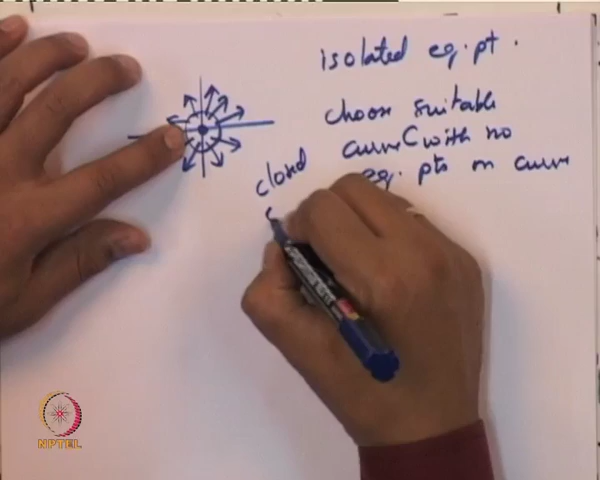 isolated eq. pt.
choose suitable
curve C with no
eq. pts on curve
closed
c
NPTEL